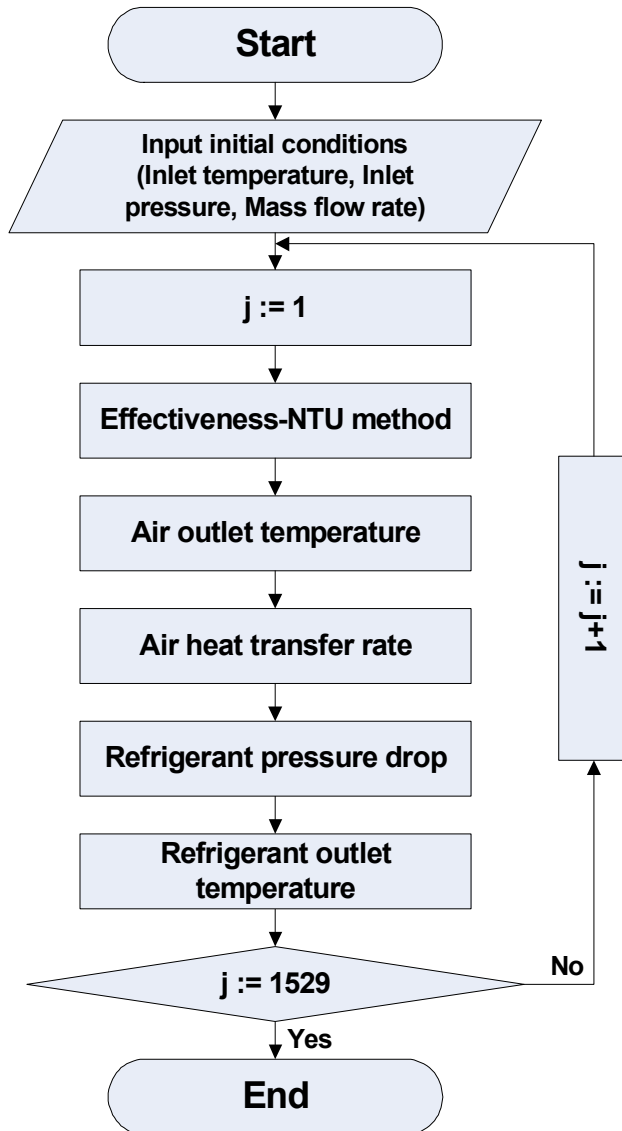 Start
Input initial conditions
(Inlet temperature, Inlet
pressure, Mass flow rate)
j := 1
Effectiveness-NTU method
Air outlet temperature
Air heat transfer rate
Refrigerant pressure drop
Refrigerant outlet
temperature
j := 1529
No
j := j+1
Yes
End